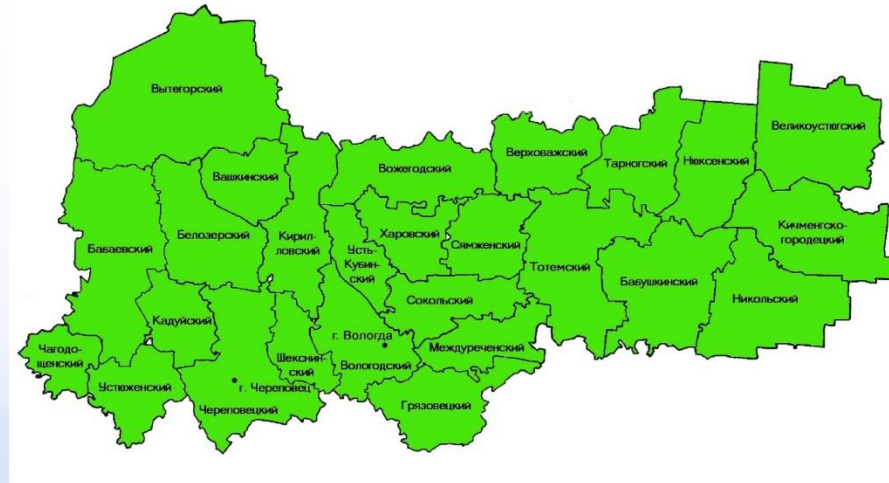 Вытегорский
Великоустюгский
Верховажский
Тарногский
Нюксенский
Вожегодский
Вашкинский
Бабаевский
Белозерский
Кирил-
ловский
Усть-
Кубин-
ский
Харовский
Сямженский
Кичменгско-
городецкий
Тотемский
Бабушкинский
Никольский
Сокольский
Кадуйский
г. Вологда
Междуреченский
Чагодо-
щенский
Шекснин-
ский
Вологодский
Устюженский
г. Череповец
Череповецкий
Грязовецкий